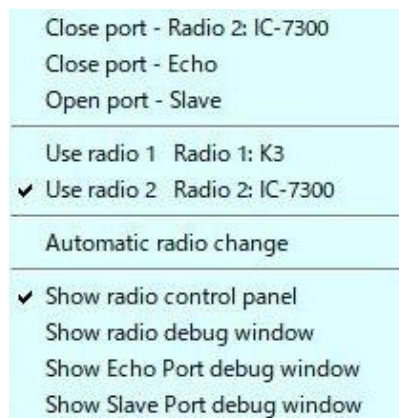 Close port - Radio 2: IC-7300
Close port - Echo
Open port - Slave
Use radio 1 Radio 1: K3
✓ Use radio 2 Radio 2: IC-7300
Automatic radio change
✓ Show radio control panel
Show radio debug window
Show Echo Port debug window
Show Slave Port debug window